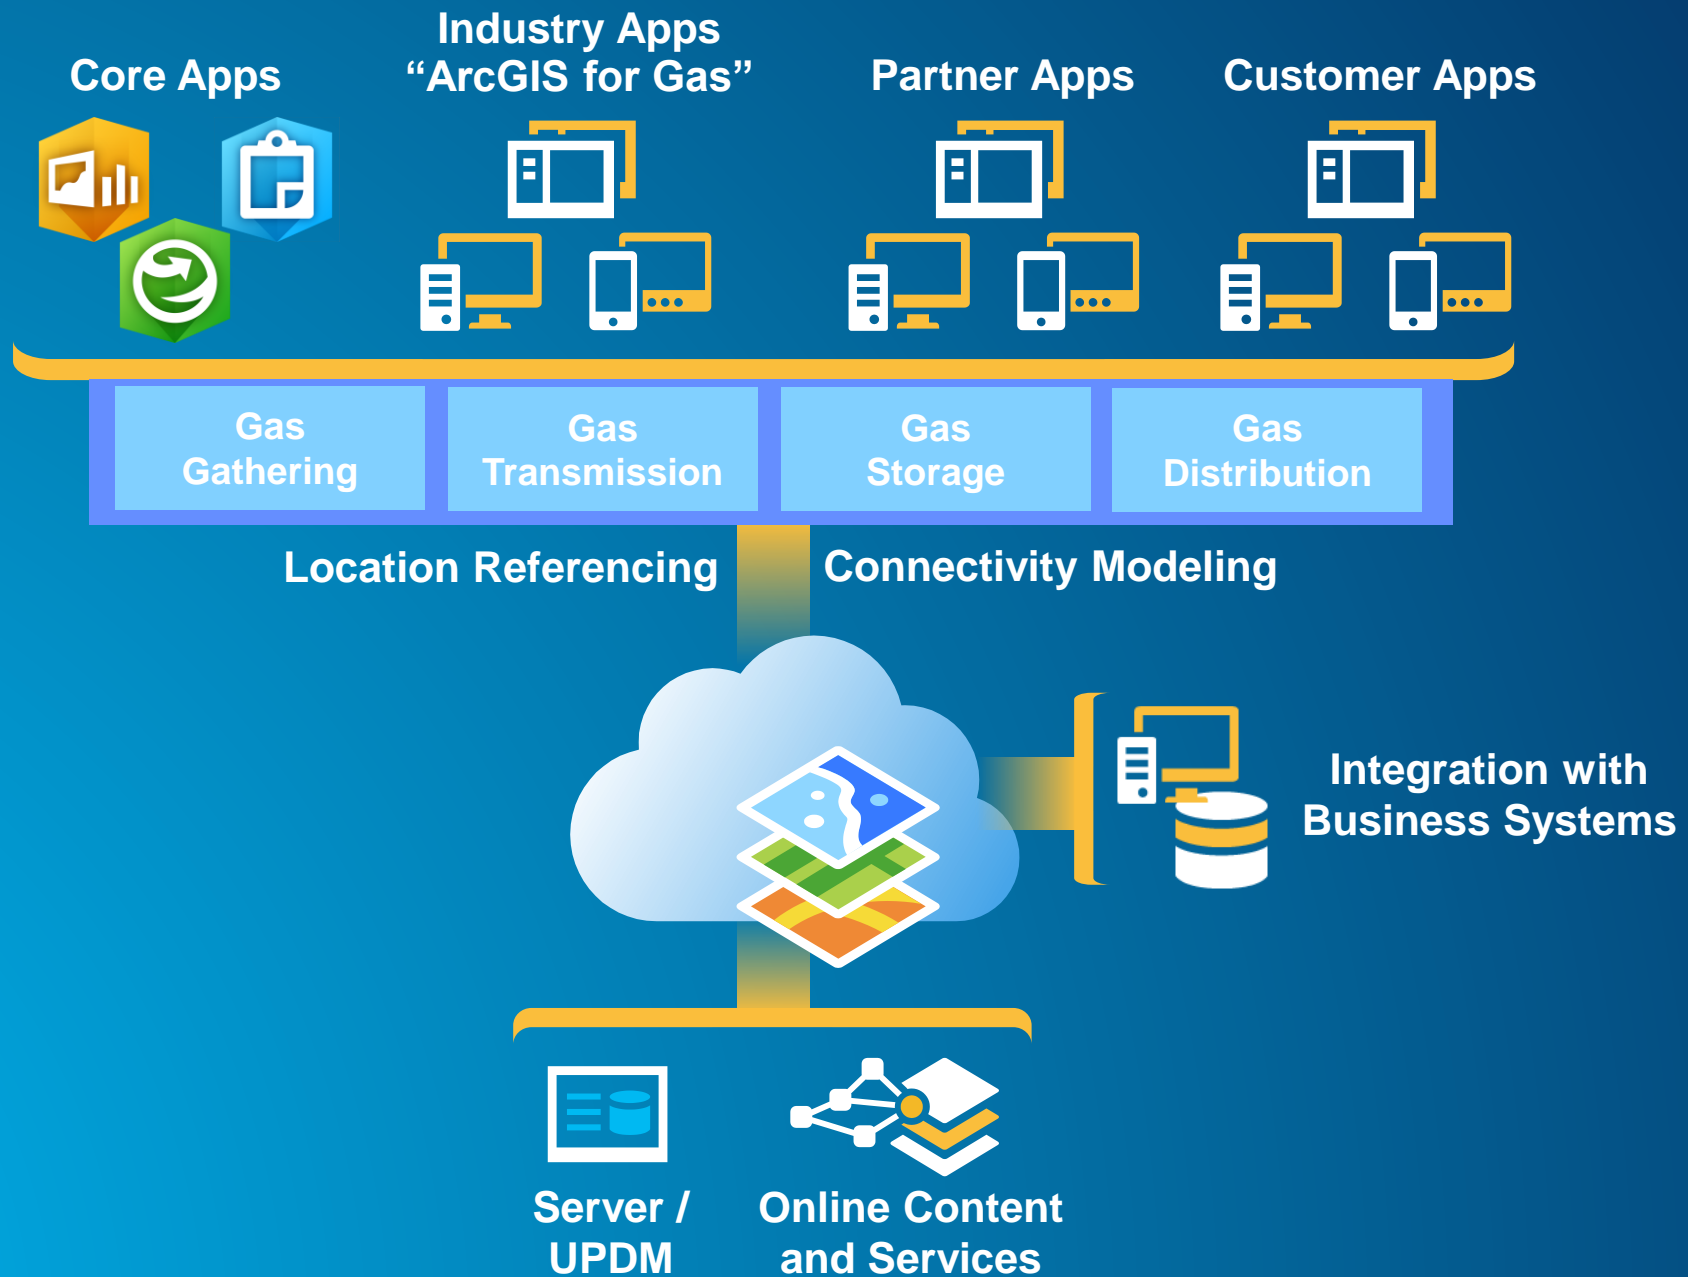 Core Apps
Industry Apps
“ArcGIS for Gas”
Partner Apps
Customer Apps
Gas
Gathering
Gas
Transmission
Gas
Storage
Gas
Distribution
Location Referencing
Connectivity Modeling
Integration with
Business Systems
Server /
UPDM
Online Content
and Services